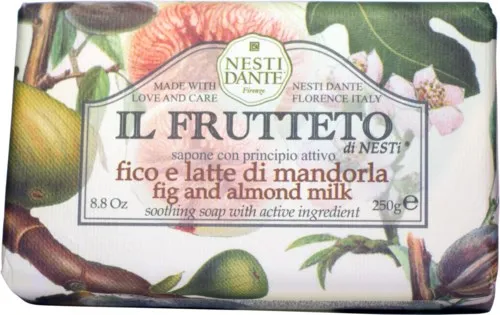 NESTI
DANTE
Firenze
MADE WITH
LOVE AND CARE
NESTI DANTE
FLORENCE ITALY
IL FRUTTETO
di NESTi®
sapone con principio attivo
fico e latte di mandorla
fig and almond milk
8.8 Oz
soothing soap with active ingredient
250g e